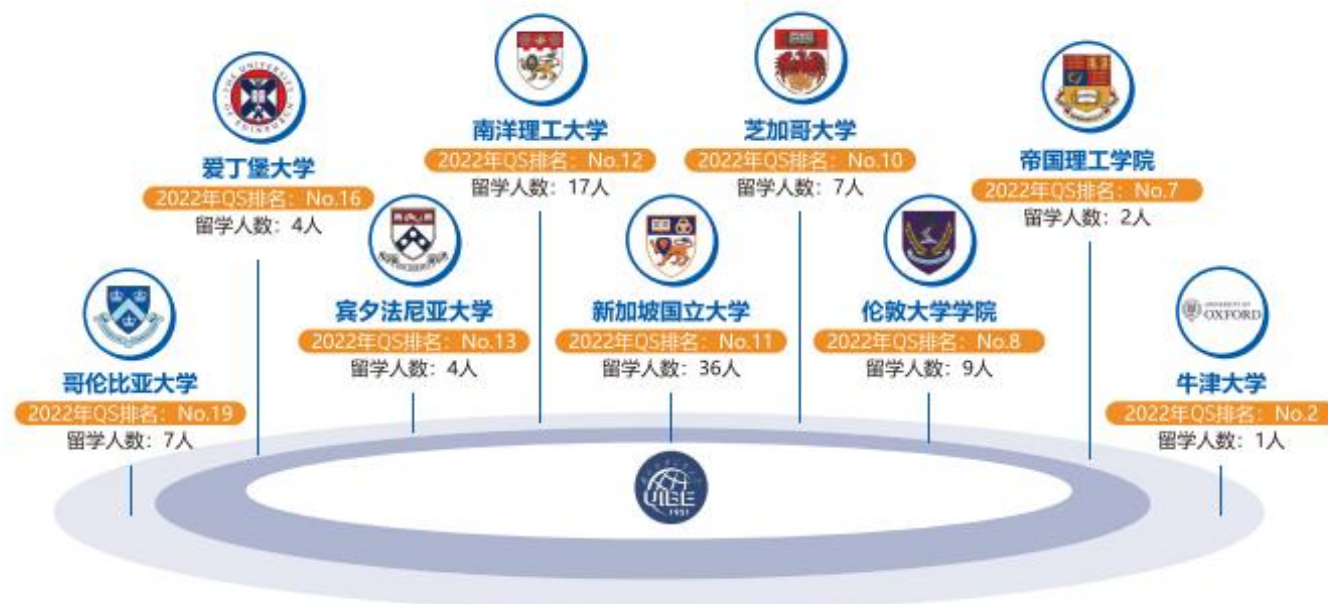 THE UNIVERSITY OF EDINBURGH
爱丁堡大学
2022年QS排名：No.16
留学人数：4人
南洋理工大学
2022年QS排名：No.12
留学人数：17人
芝加哥大学
2022年QS排名：No.10
留学人数：7人
帝国理工学院
2022年QS排名：No.7
留学人数：2人
哥伦比亚大学
2022年QS排名：No.19
留学人数：7人
宾夕法尼亚大学
2022年QS排名：No.13
留学人数：4人
新加坡国立大学
2022年QS排名：No.11
留学人数：36人
伦敦大学学院
2022年QS排名：No.8
留学人数：9人
UNIVERSITY OF
OXFORD
牛津大学
2022年QS排名：No.2
留学人数：1人
UIBE
1951